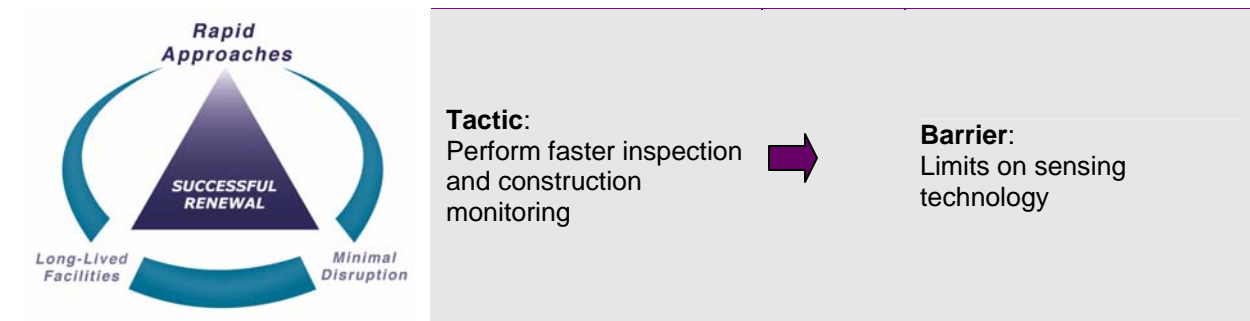 Rapid
Approaches
SUCCESSFUL
RENEWAL
Long-Lived
Facilities
Minimal
Disruption
Tactic:
Perform faster inspection
and construction
monitoring
Barrier:
Limits on sensing
technology